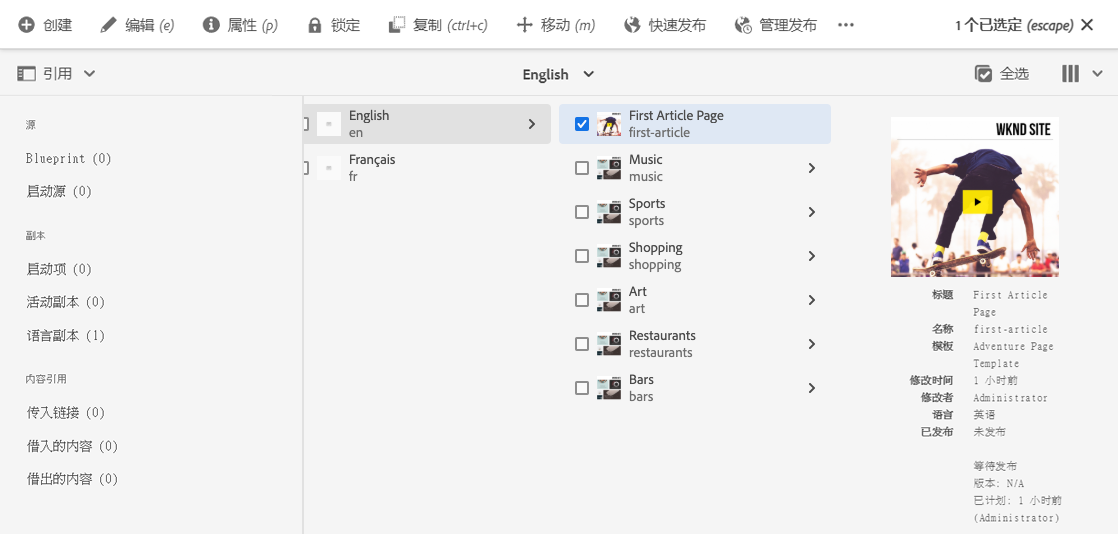 创建 编辑 (e) 属性 (p) 锁定 复制 (ctrl+c) 移动 (m) 快速发布 管理发布 ••• 1 个已选定 (escape)
引用 English 全选
源
Blueprint (0)
启动源 (0)
副本
启动项 (0)
活动副本 (0)
语言副本 (1)
内容引用
传入链接 (0)
借入的内容 (0)
借出的内容 (0)
English
en
Français
fr
First Article Page
first-article
Music
music
Sports
sports
Shopping
shopping
Art
art
Restaurants
restaurants
Bars
bars
WKND SITE
标题 First Article
Page
名称 first-article
模板 Adventure Page
Template
修改时间 1 小时前
修改者 Administrator
语言 英语
已发布 未发布
等待发布
版本: N/A
已计划: 1 小时前
(Administrator)